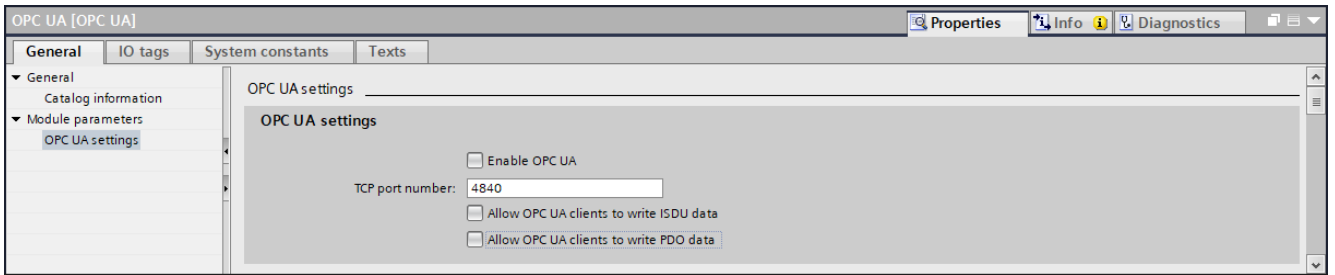 OPC UA [OPC UA]
Properties Info Diagnostics
General IO tags System constants Texts
General
Catalog information
Module parameters
OPC UA settings
OPC UA settings
OPC UA settings
Enable OPC UA
TCP port number: 4840
Allow OPC UA clients to write ISDU data
Allow OPC UA clients to write PDO data